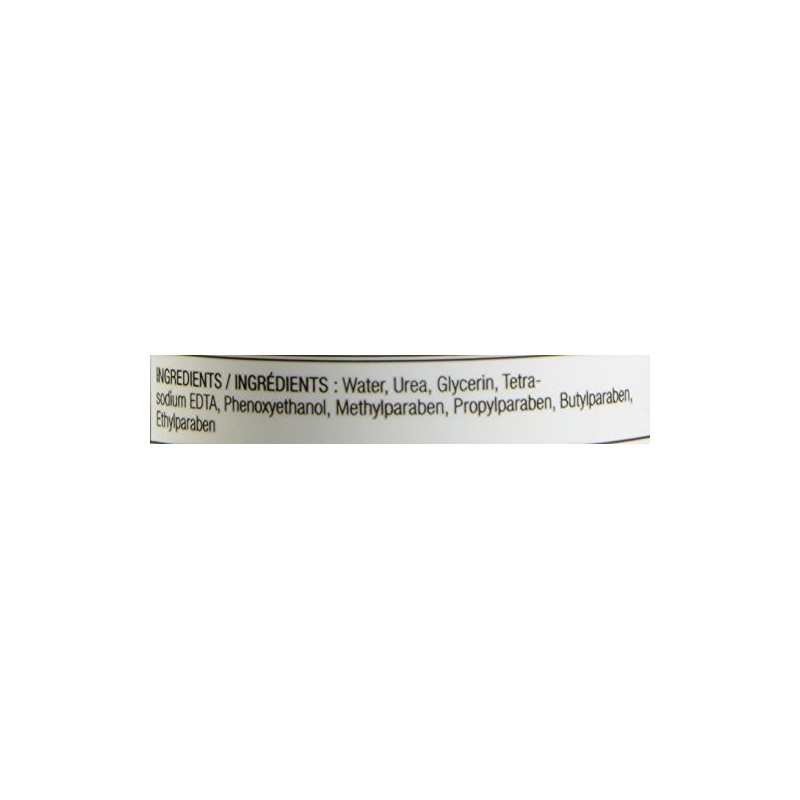 INGREDIENTS / INGRÉDIENTS : Water, Urea, Glycerin, Tetra-
sodium EDTA, Phenoxyethanol, Methylparaben, Propylparaben, Butylparaben,
Ethylparaben